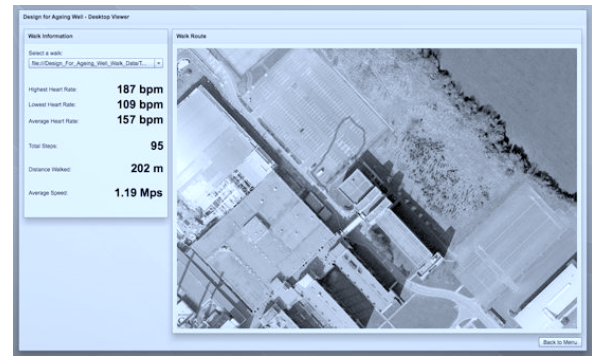 Design for Ageing Well - Desktop Viewer
Walk Information
Select a walk:
file://Design_For_Ageing_Well_Walk_Data/T...
Highest Heart Rate: 187 bpm
Lowest Heart Rate: 109 bpm
Average Heart Rate: 157 bpm
Total Steps: 95
Distance Walked: 202 m
Average Speed: 1.19 Mps
Walk Route
Back to Menu